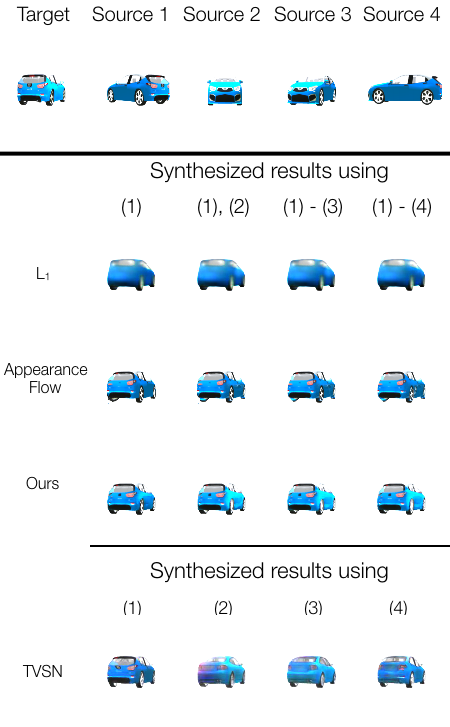 Target Source 1 Source 2 Source 3 Source 4
Synthesized results using
(1) (1), (2) (1) - (3) (1) - (4)
L₁
Appearance
Flow
Ours
Synthesized results using
(1) (2) (3) (4)
TVSN